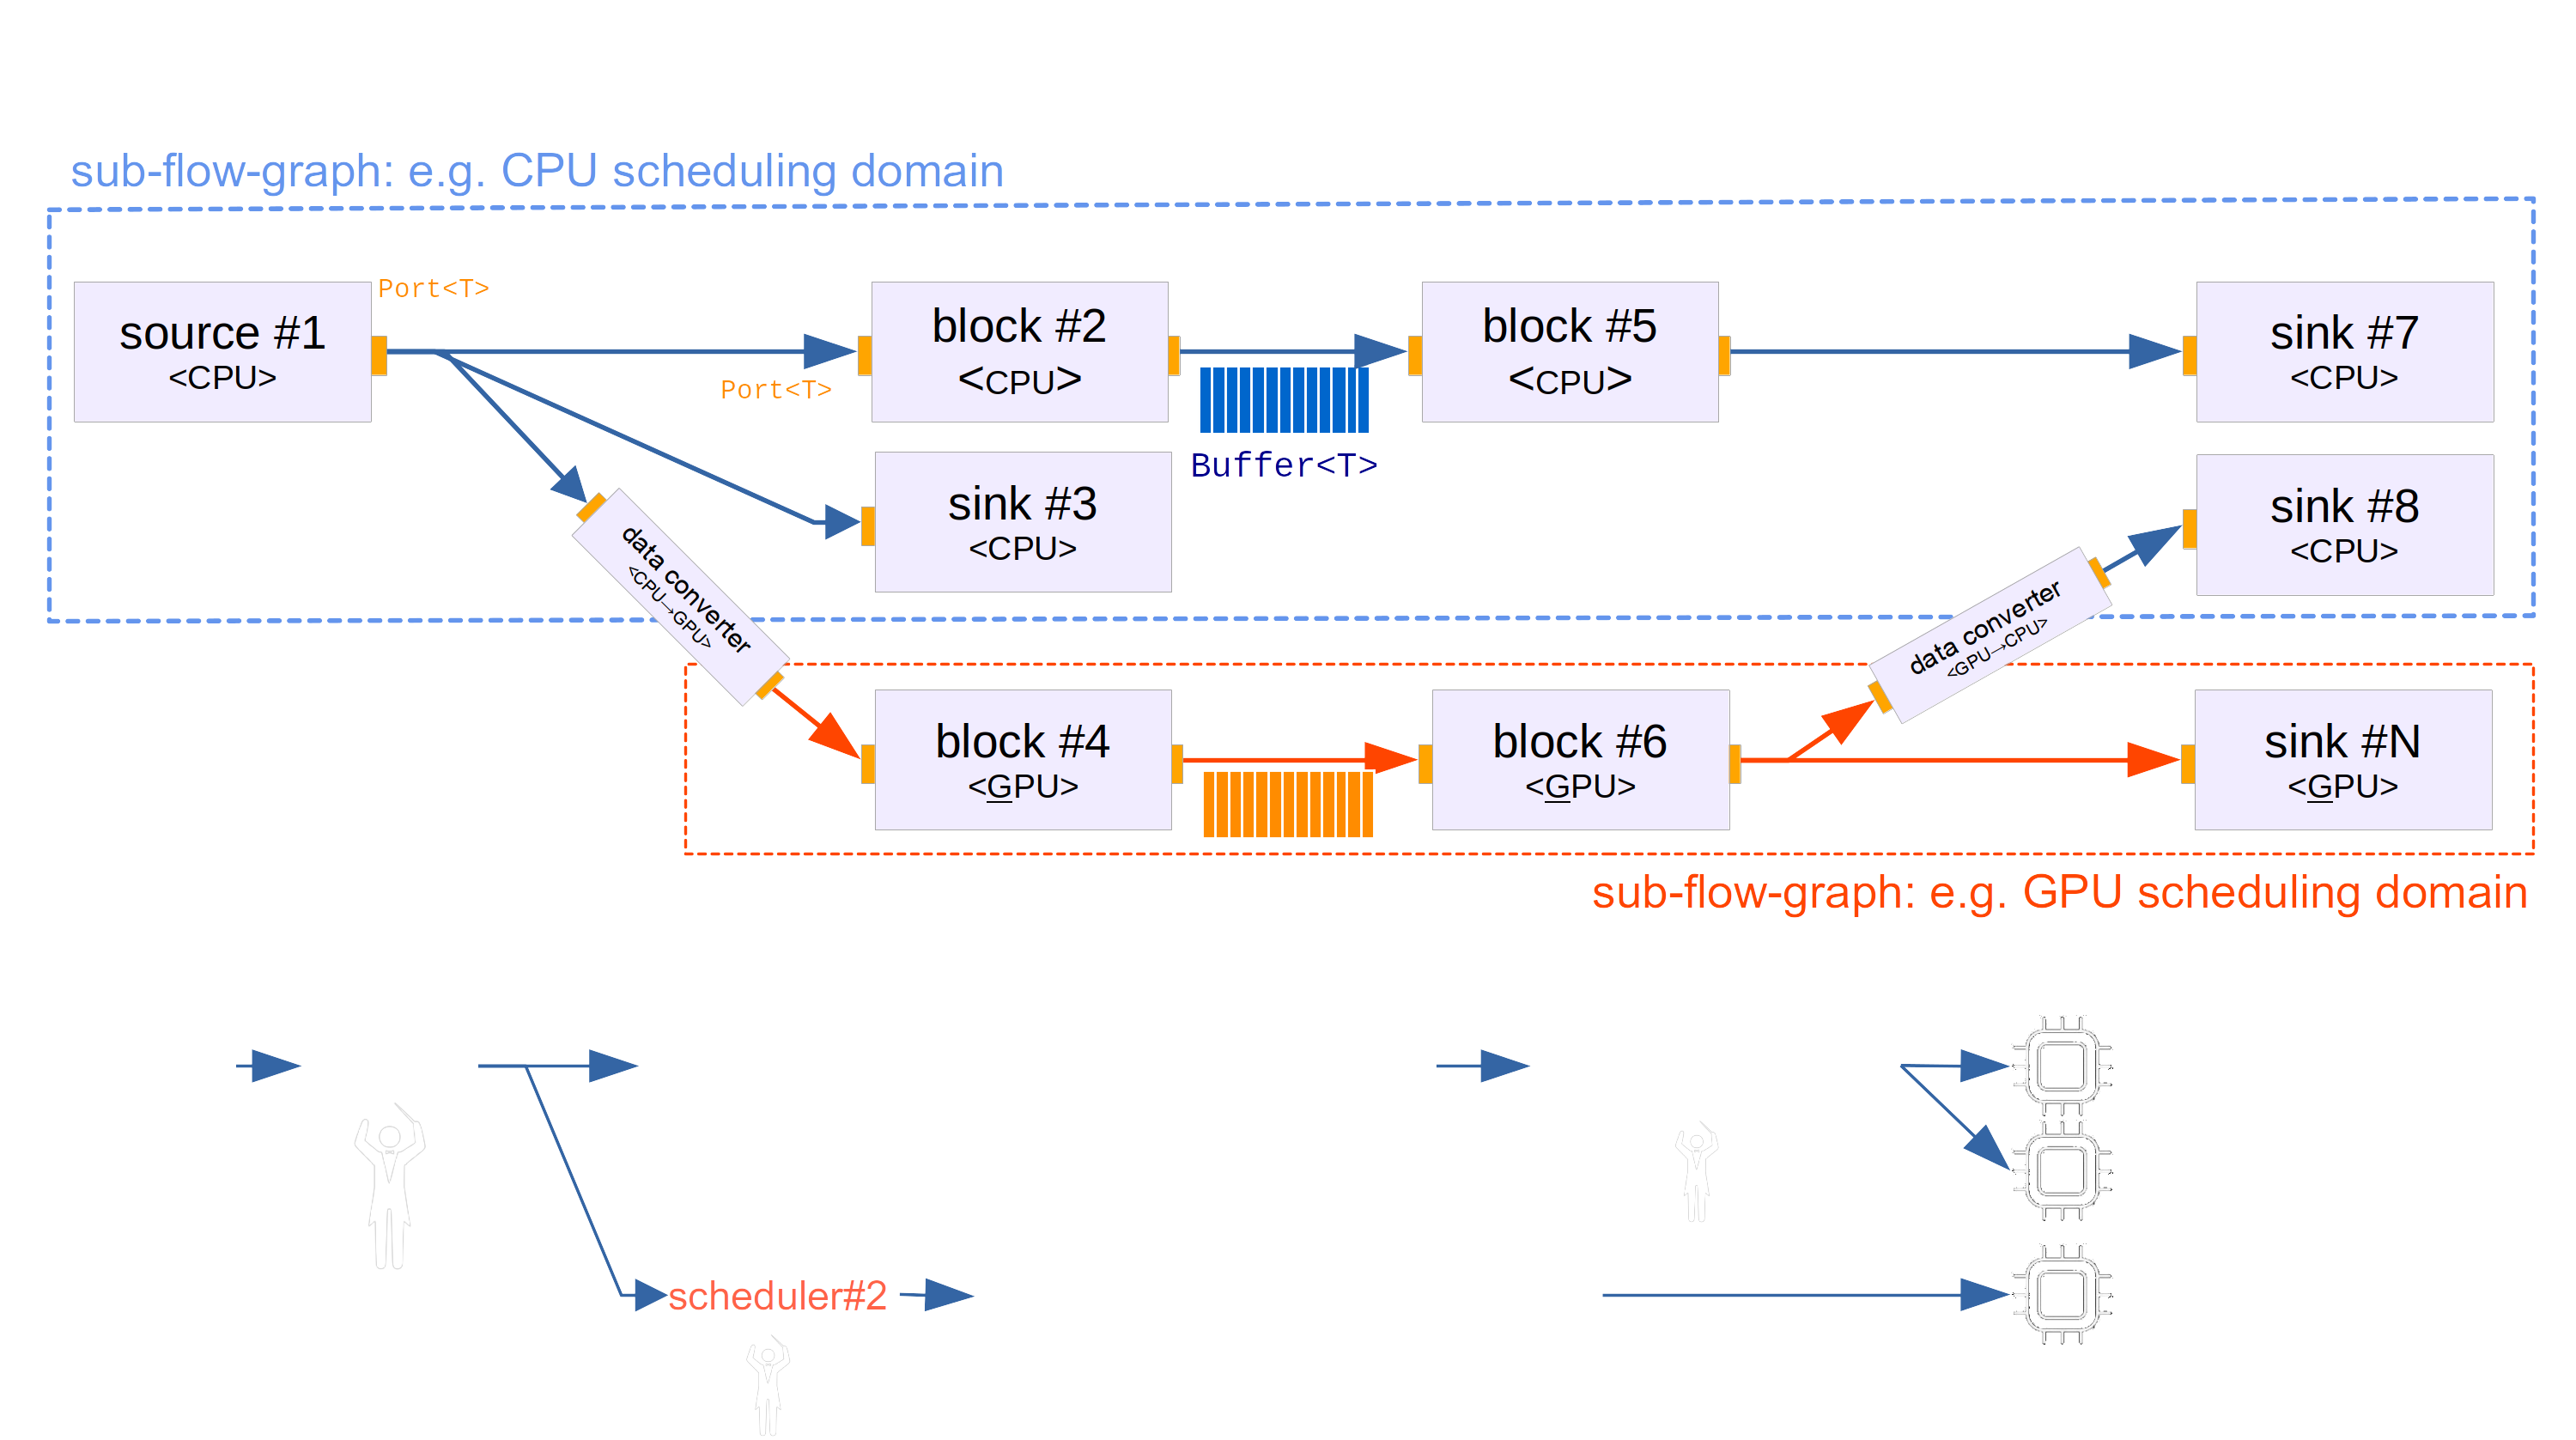 sub-flow-graph: e.g. CPU scheduling domain
Port<T>
source #1
<CPU>
block #2
<CPU>
block #5
<CPU>
sink #7
<CPU>
Port<T>
Buffer<T>
sink #3
<CPU>
sink #8
<CPU>
data converter
<CPU→GPU>
data converter
<GPU→CPU>
block #4
<GPU>
block #6
<GPU>
sink #N
<GPU>
sub-flow-graph: e.g. GPU scheduling domain
scheduler#2